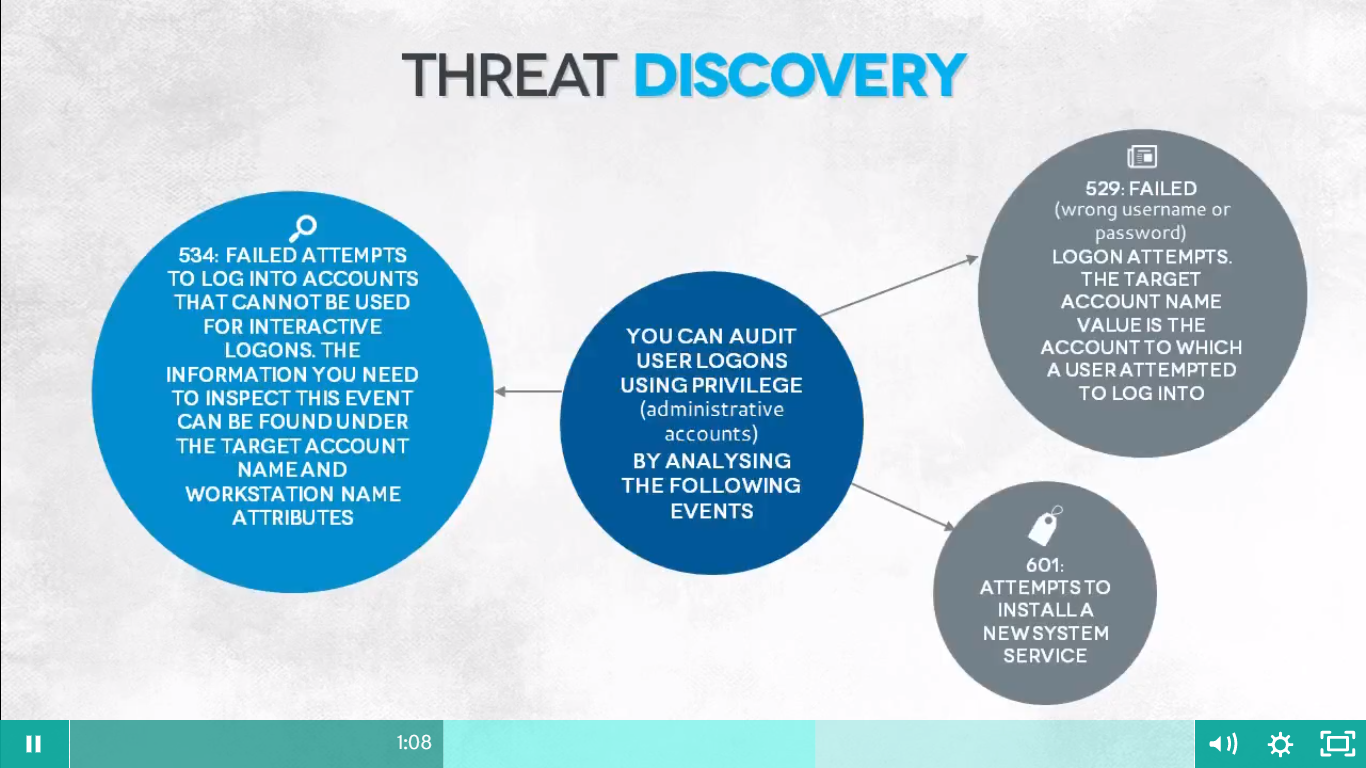 THREAT DISCOVERY
534: FAILED ATTEMPTS
TO LOG INTO ACCOUNTS
THAT CANNOT BE USED
FOR INTERACTIVE
LOGONS. THE
INFORMATION YOU NEED
TO INSPECT THIS EVENT
CAN BE FOUND UNDER
THE TARGET ACCOUNT
NAME AND
WORKSTATION NAME
ATTRIBUTES
YOU CAN AUDIT
USER LOGONS
USING PRIVILEGE
(administrative
accounts)
BY ANALYSING
THE FOLLOWING
EVENTS
529: FAILED
(wrong username or
password)
LOGON ATTEMPTS.
THE TARGET
ACCOUNT NAME
VALUE IS THE
ACCOUNT TO WHICH
A USER ATTEMPTED
TO LOG INTO
601:
ATTEMPTS TO
INSTALL A
NEW SYSTEM
SERVICE
1:08